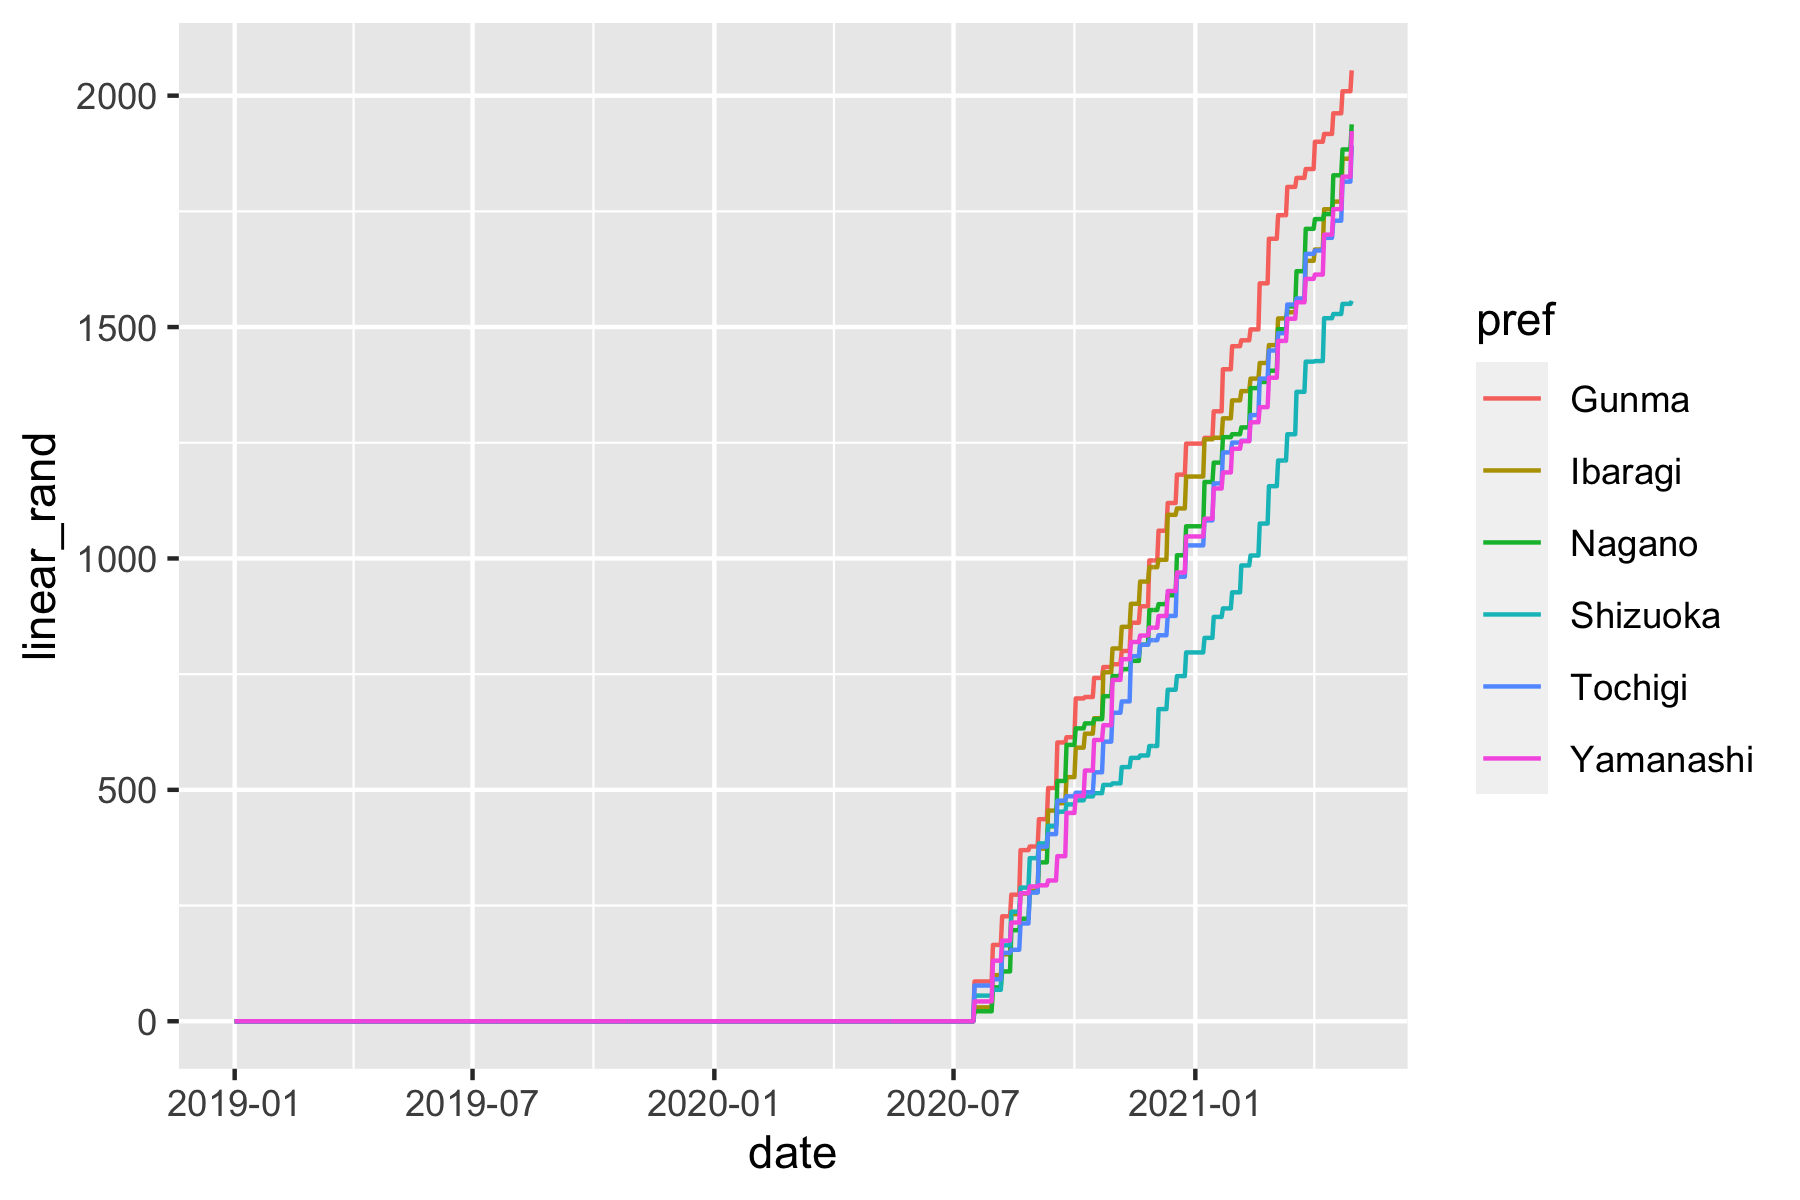 linear_rand
2000
1500
1000
500
0
2019-01
2019-07
2020-01
2020-07
2021-01
date
pref
Gunma
Ibaragi
Nagano
Shizuoka
Tochigi
Yamanashi